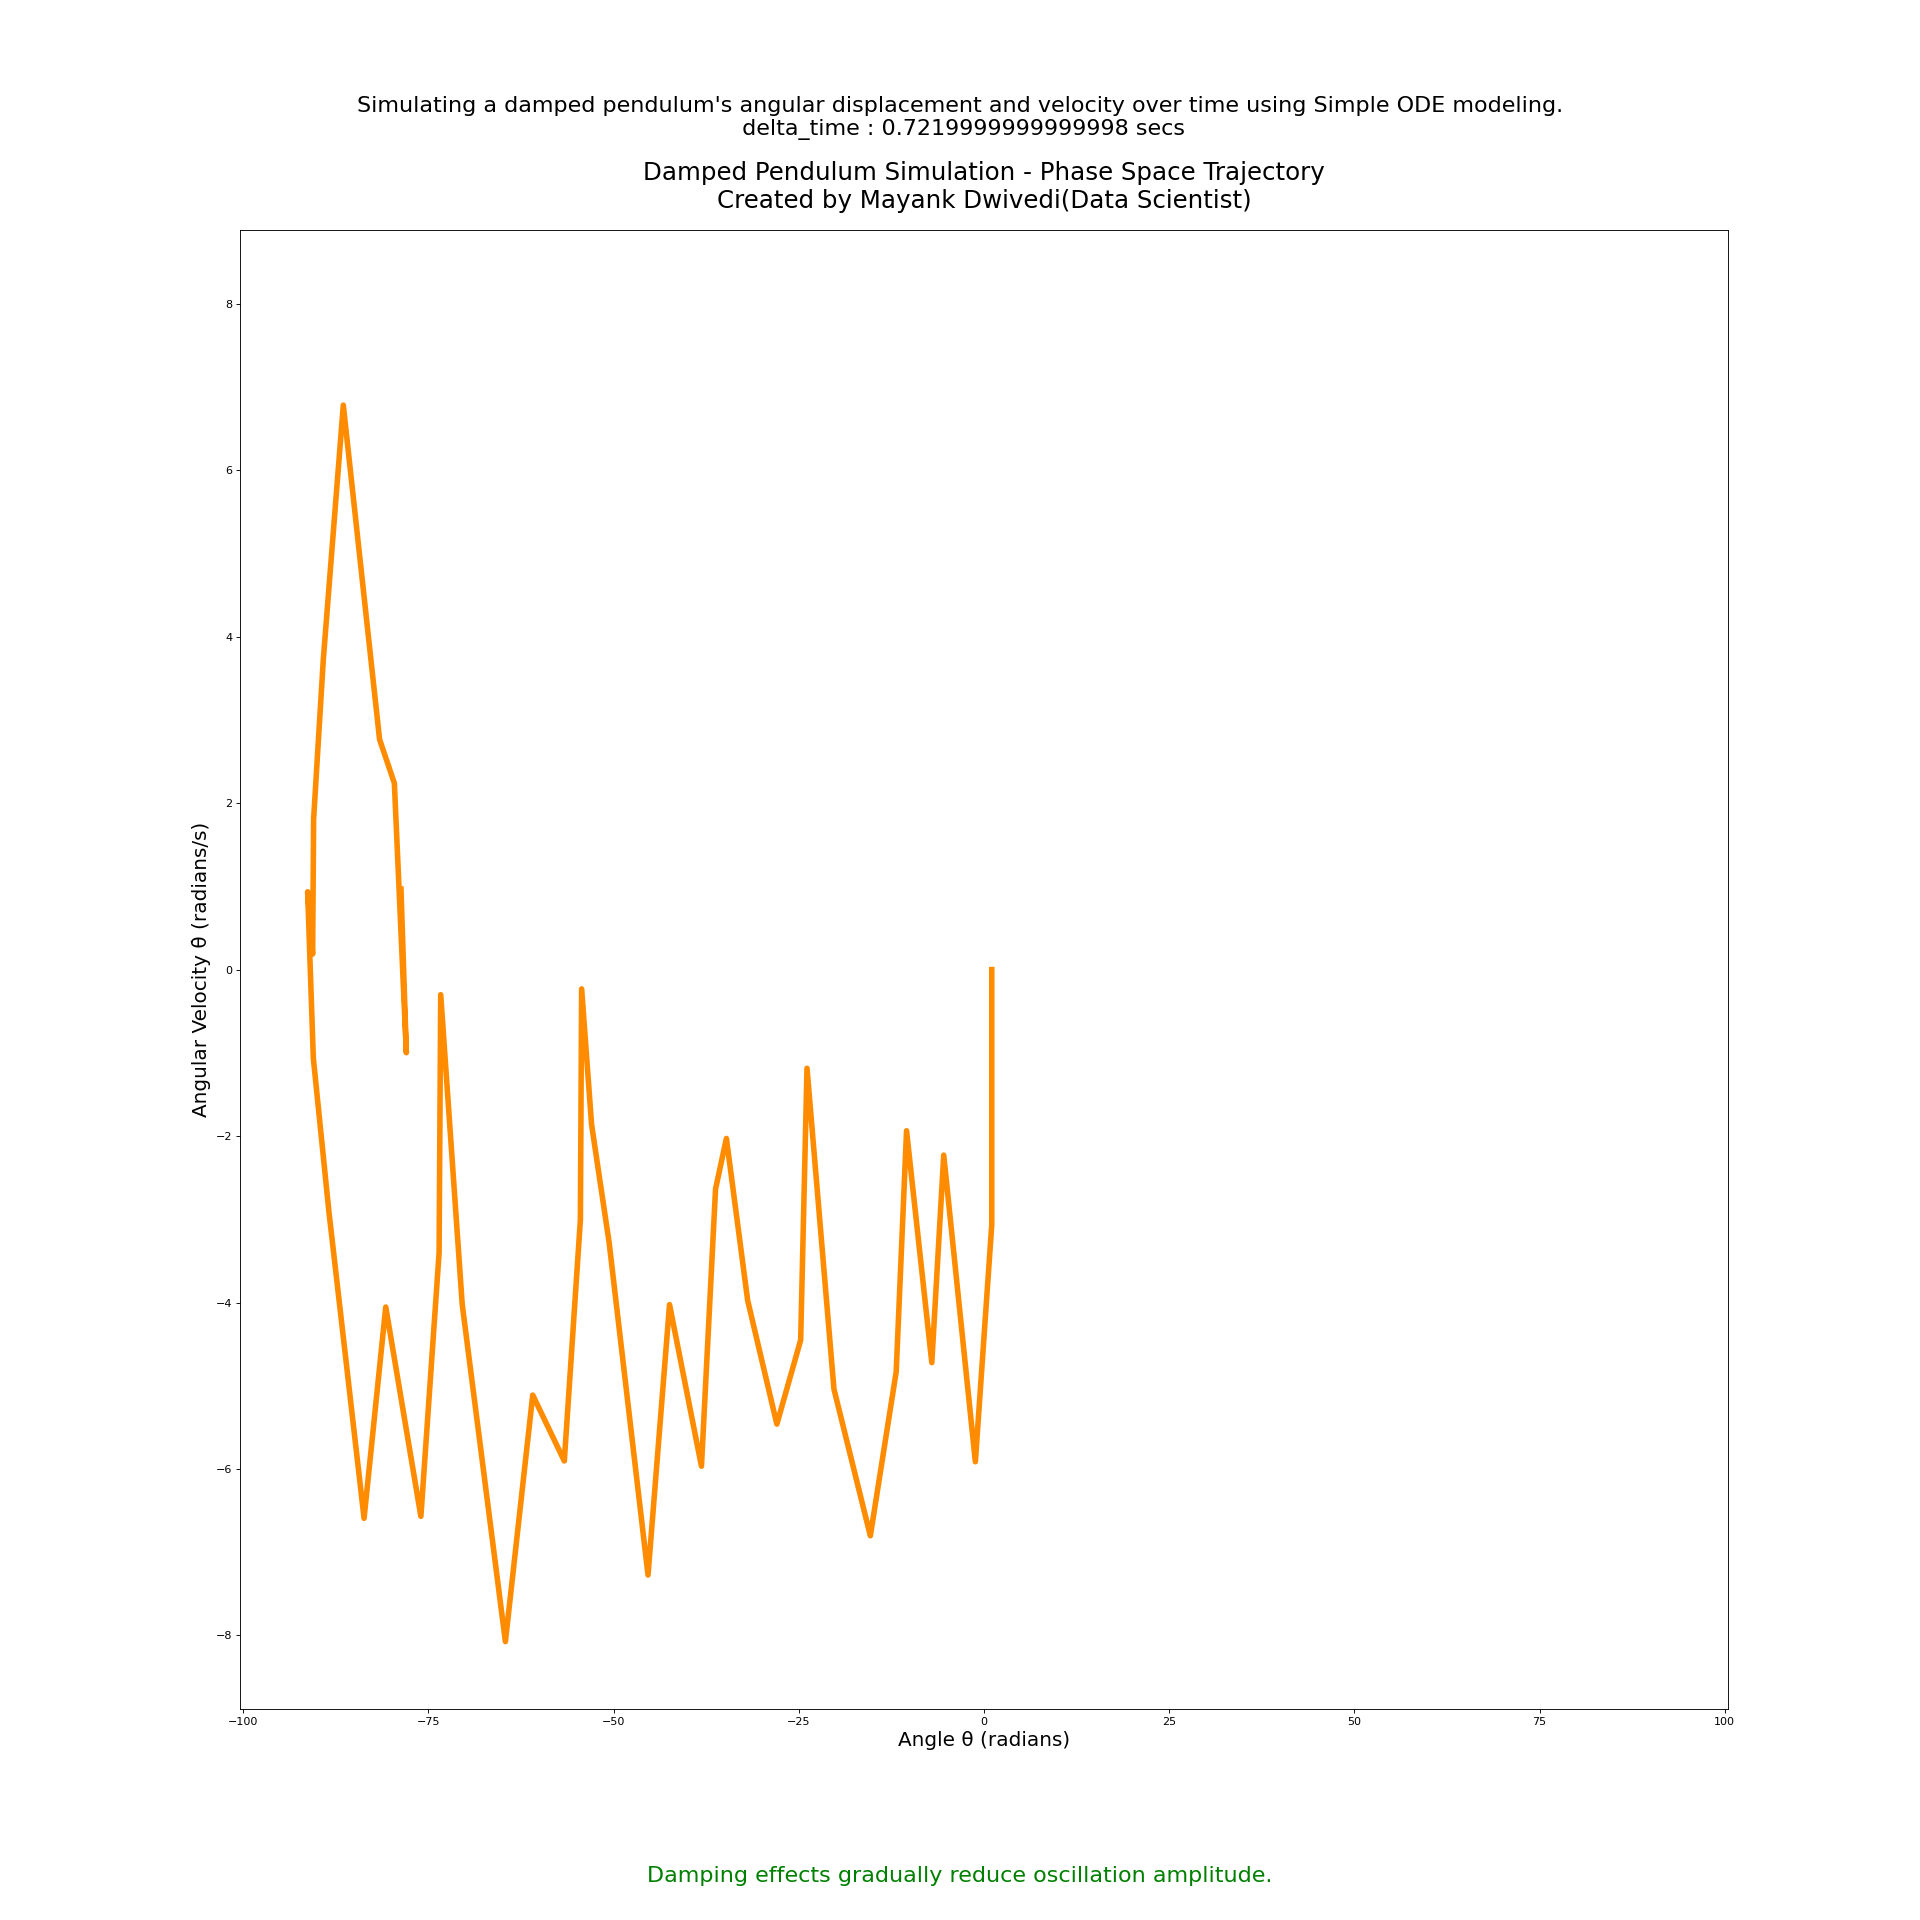 Simulating a damped pendulum's angular displacement and velocity over time using Simple ODE modeling.
delta_time : 0.7219999999999998 secs
Damped Pendulum Simulation - Phase Space Trajectory
Created by Mayank Dwivedi(Data Scientist)
Angular Velocity θ (radians/s)
8
6
4
2
0
−2
−4
−6
−8
−100
−75
−50
−25
0
25
50
75
100
Angle θ (radians)
Damping effects gradually reduce oscillation amplitude.